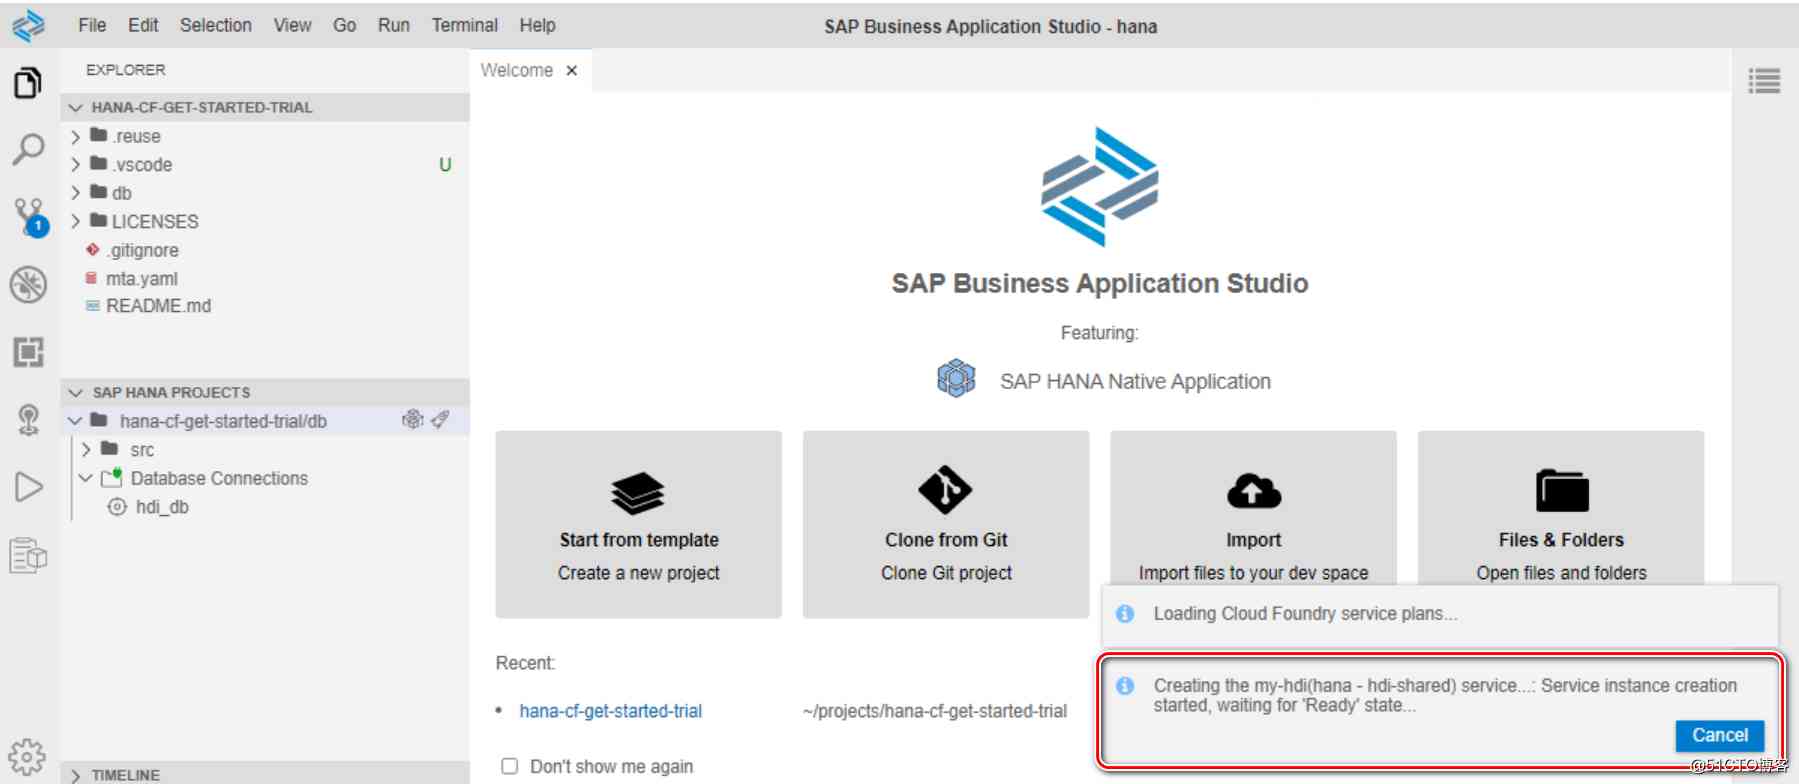 File Edit Selection View Go Run Terminal Help
SAP Business Application Studio - hana
EXPLORER
HANA-CF-GET-STARTED-TRIAL
.reuse
.vscode U
db
LICENSES
.gitignore
mta.yaml
README.md
SAP HANA PROJECTS
hana-cf-get-started-trial/db
src
Database Connections
hdi_db
TIMELINE
1
Welcome
SAP Business Application Studio
Featuring:
SAP HANA Native Application
Start from template
Create a new project
Clone from Git
Clone Git project
Import
Import files to your dev space
Files & Folders
Open files and folders
Recent:
• hana-cf-get-started-trial ~/projects/hana-cf-get-started-trial
Don't show me again
Loading Cloud Foundry service plans...
Creating the my-hdi(hana - hdi-shared) service...: Service instance creation
started, waiting for 'Ready' state...
Cancel
@51CTO博客